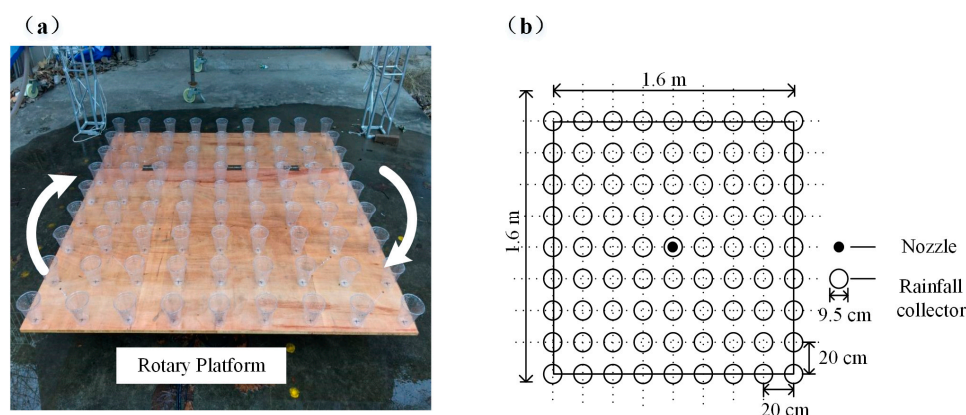 （a）
Rotary Platform
（b）
1.6 m
1.6 m
Nozzle
Rainfall
collector
9.5 cm
20 cm
20 cm